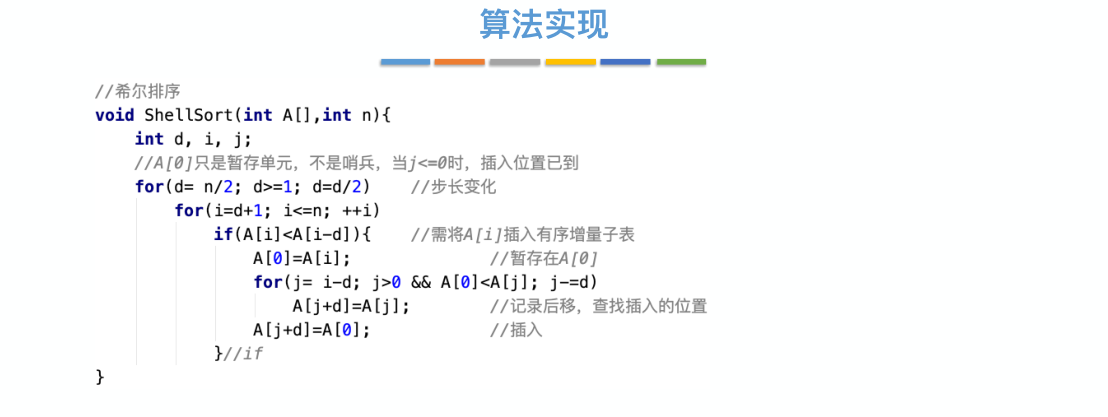 算法实现
//希尔排序
void ShellSort(int A[],int n){
    int d, i, j;
    //A[0]只是暂存单元，不是哨兵，当j<=0时，插入位置已到
    for(d= n/2; d>=1; d=d/2)    //步长变化
        for(i=d+1; i<=n; ++i)
            if(A[i]<A[i-d]){    //需将A[i]插入有序增量子表
                A[0]=A[i];              //暂存在A[0]
                for(j= i-d; j>0 && A[0]<A[j]; j-=d)
                    A[j+d]=A[j];        //记录后移，查找插入的位置
                A[j+d]=A[0];            //插入
            }//if
}